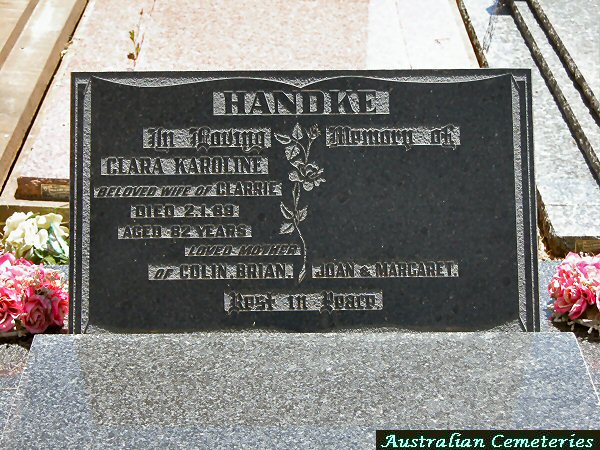 HANDKE
In Loving Memory of
CLARA KAROLINE
BELOVED WIFE OF CLARRIE
DIED 2·1·89
AGED 82 YEARS
LOVED MOTHER
OF COLIN, BRIAN, JOAN & MARGARET
Rest in Peace
Australian Cemeteries